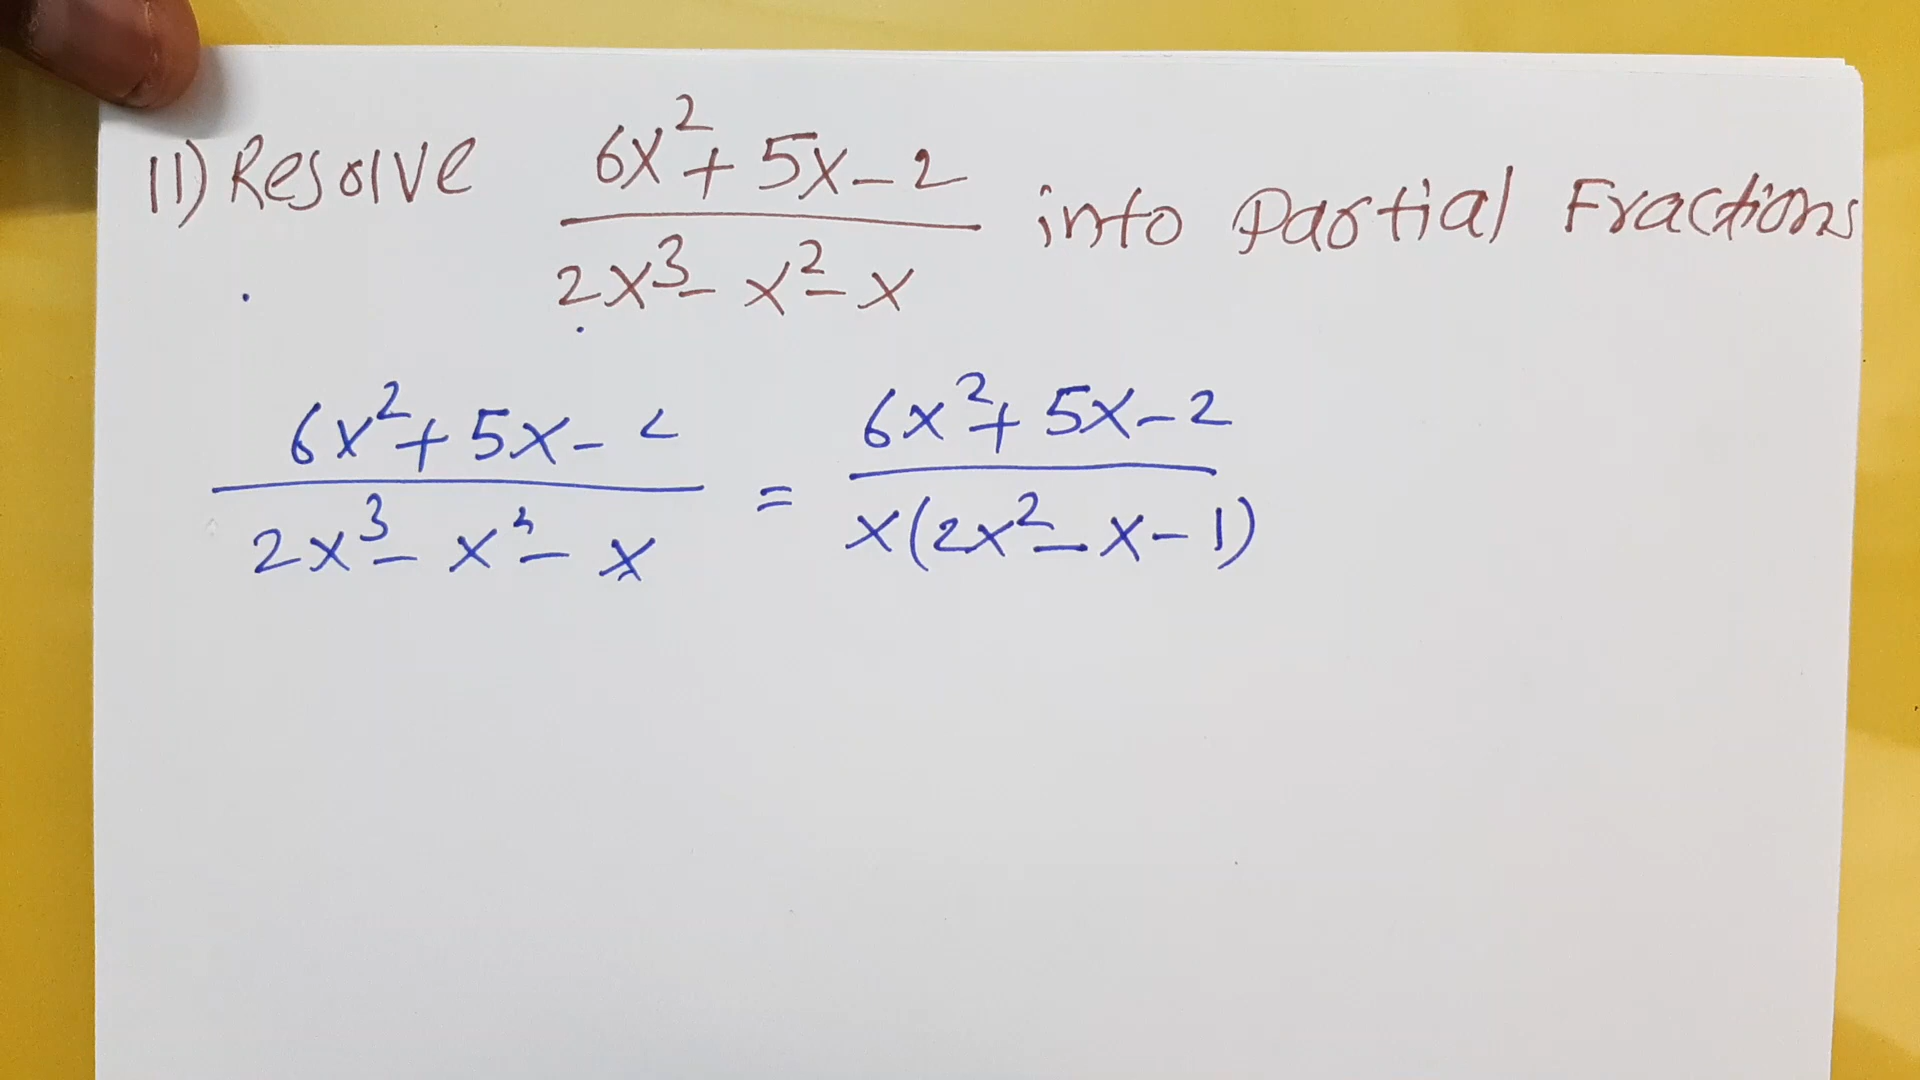 11) Resolve 6x²+5x-2 / 2x³-x²-x into Partial Fractions
6x²+5x-2 / 2x³-x²-x = 6x²+5x-2 / x(2x²-x-1)